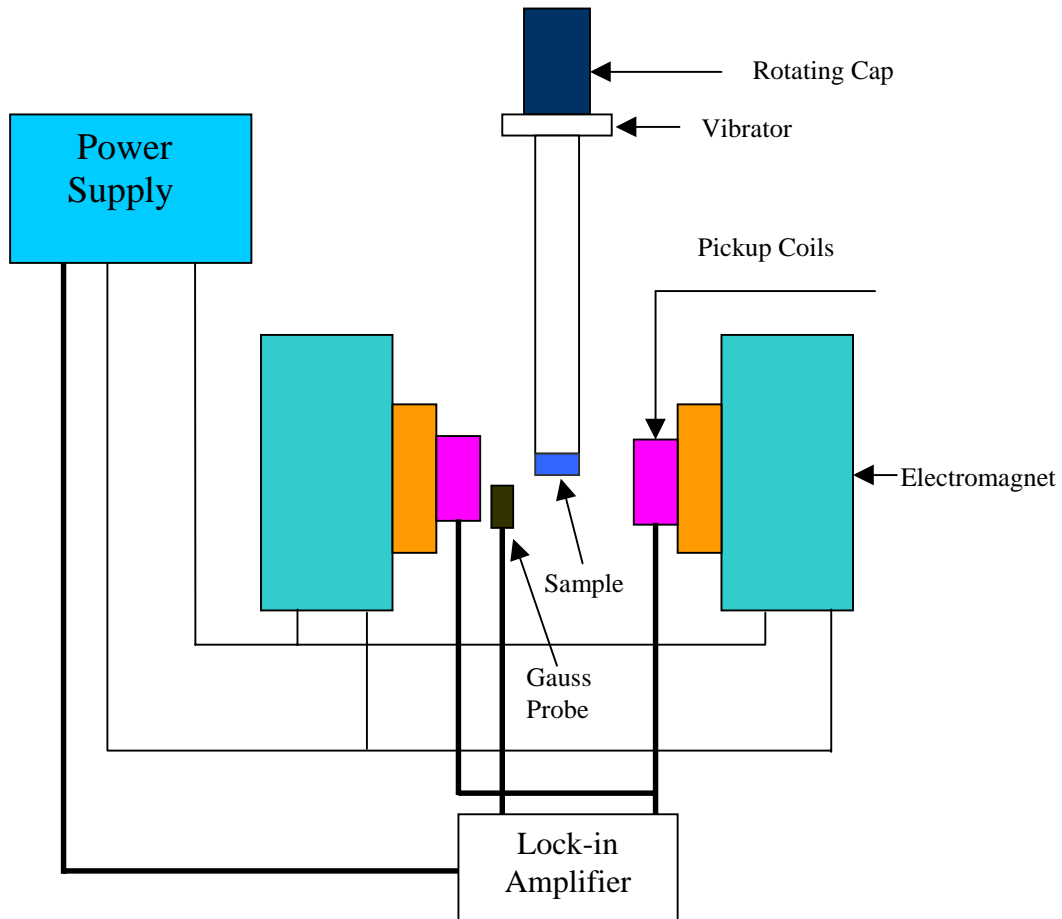 Rotating Cap
Vibrator
Power
Supply
Pickup Coils
Electromagnet
Sample
Gauss
Probe
Lock-in
Amplifier